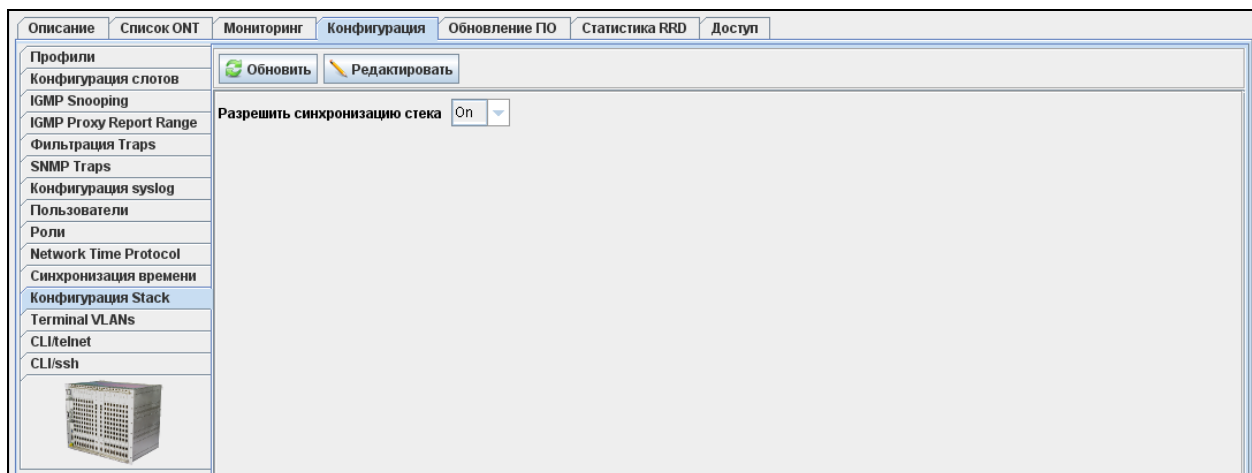 Описание Список ONT Мониторинг Конфигурация Обновление ПО Статистика RRD Доступ
Профили
Конфигурация слотов
IGMP Snooping
IGMP Proxy Report Range
Фильтрация Traps
SNMP Traps
Конфигурация syslog
Пользователи
Роли
Network Time Protocol
Синхронизация времени
Конфигурация Stack
Terminal VLANs
CLI/telnet
CLI/ssh
Обновить Редактировать
Разрешить синхронизацию стека On